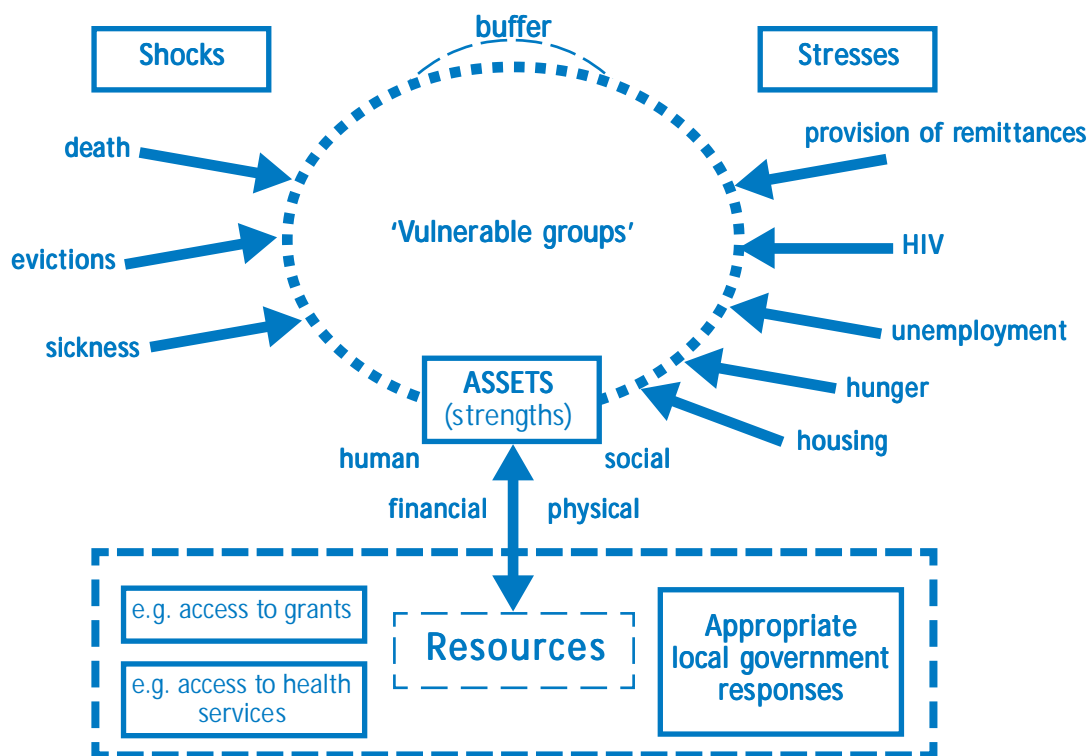 buffer
Shocks
Stresses
death
provision of remittances
'Vulnerable groups'
evictions
HIV
sickness
unemployment
ASSETS
(strengths)
hunger
housing
human
social
financial
physical
e.g. access to grants
e.g. access to health
services
Resources
Appropriate
local government
responses